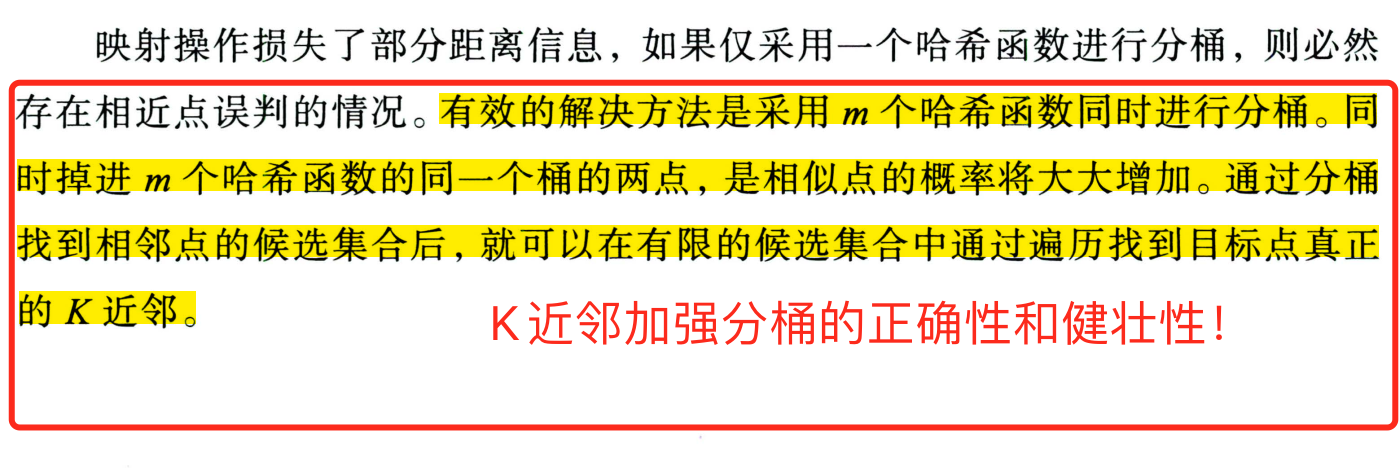 映射操作损失了部分距离信息，如果仅采用一个哈希函数进行分桶，则必然
存在相近点误判的情况。有效的解决方法是采用 m 个哈希函数同时进行分桶。同
时掉进 m 个哈希函数的同一个桶的两点，是相似点的概率将大大增加。通过分桶
找到相邻点的候选集合后，就可以在有限的候选集合中通过遍历找到目标点真正
的 K 近邻。
K近邻加强分桶的正确性和健壮性！